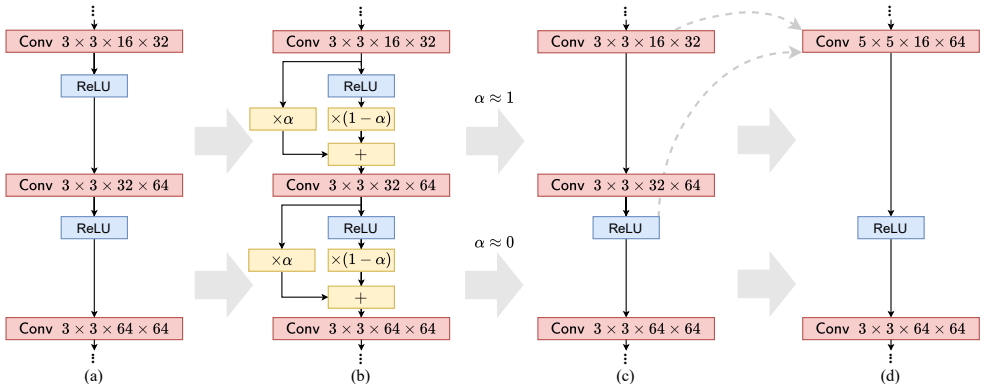 Conv 3 × 3 × 16 × 32
ReLU
Conv 3 × 3 × 32 × 64
ReLU
Conv 3 × 3 × 64 × 64
(a)
Conv 3 × 3 × 16 × 32
ReLU
×α
×(1 − α)
+
Conv 3 × 3 × 32 × 64
ReLU
×α
×(1 − α)
+
Conv 3 × 3 × 64 × 64
(b)
α ≈ 1
α ≈ 0
Conv 3 × 3 × 16 × 32
Conv 3 × 3 × 32 × 64
ReLU
Conv 3 × 3 × 64 × 64
(c)
Conv 5 × 5 × 16 × 64
ReLU
Conv 3 × 3 × 64 × 64
(d)